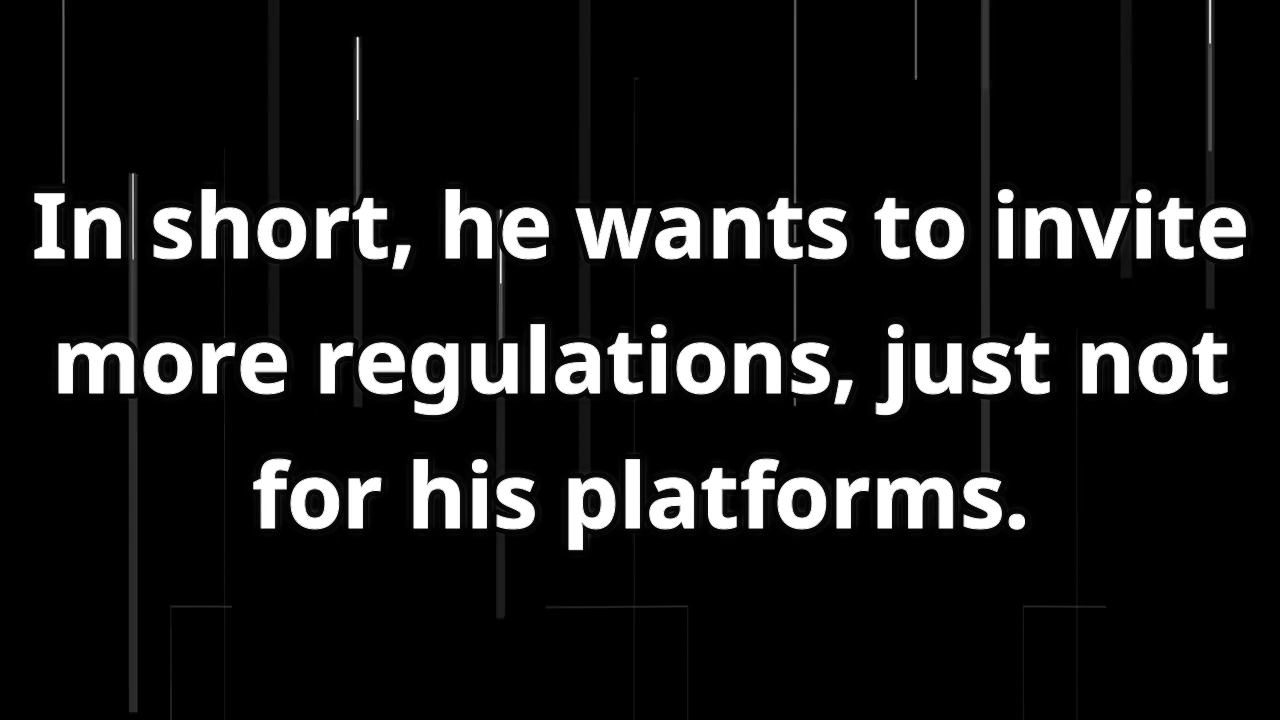 In short, he wants to invite
more regulations, just not
for his platforms.